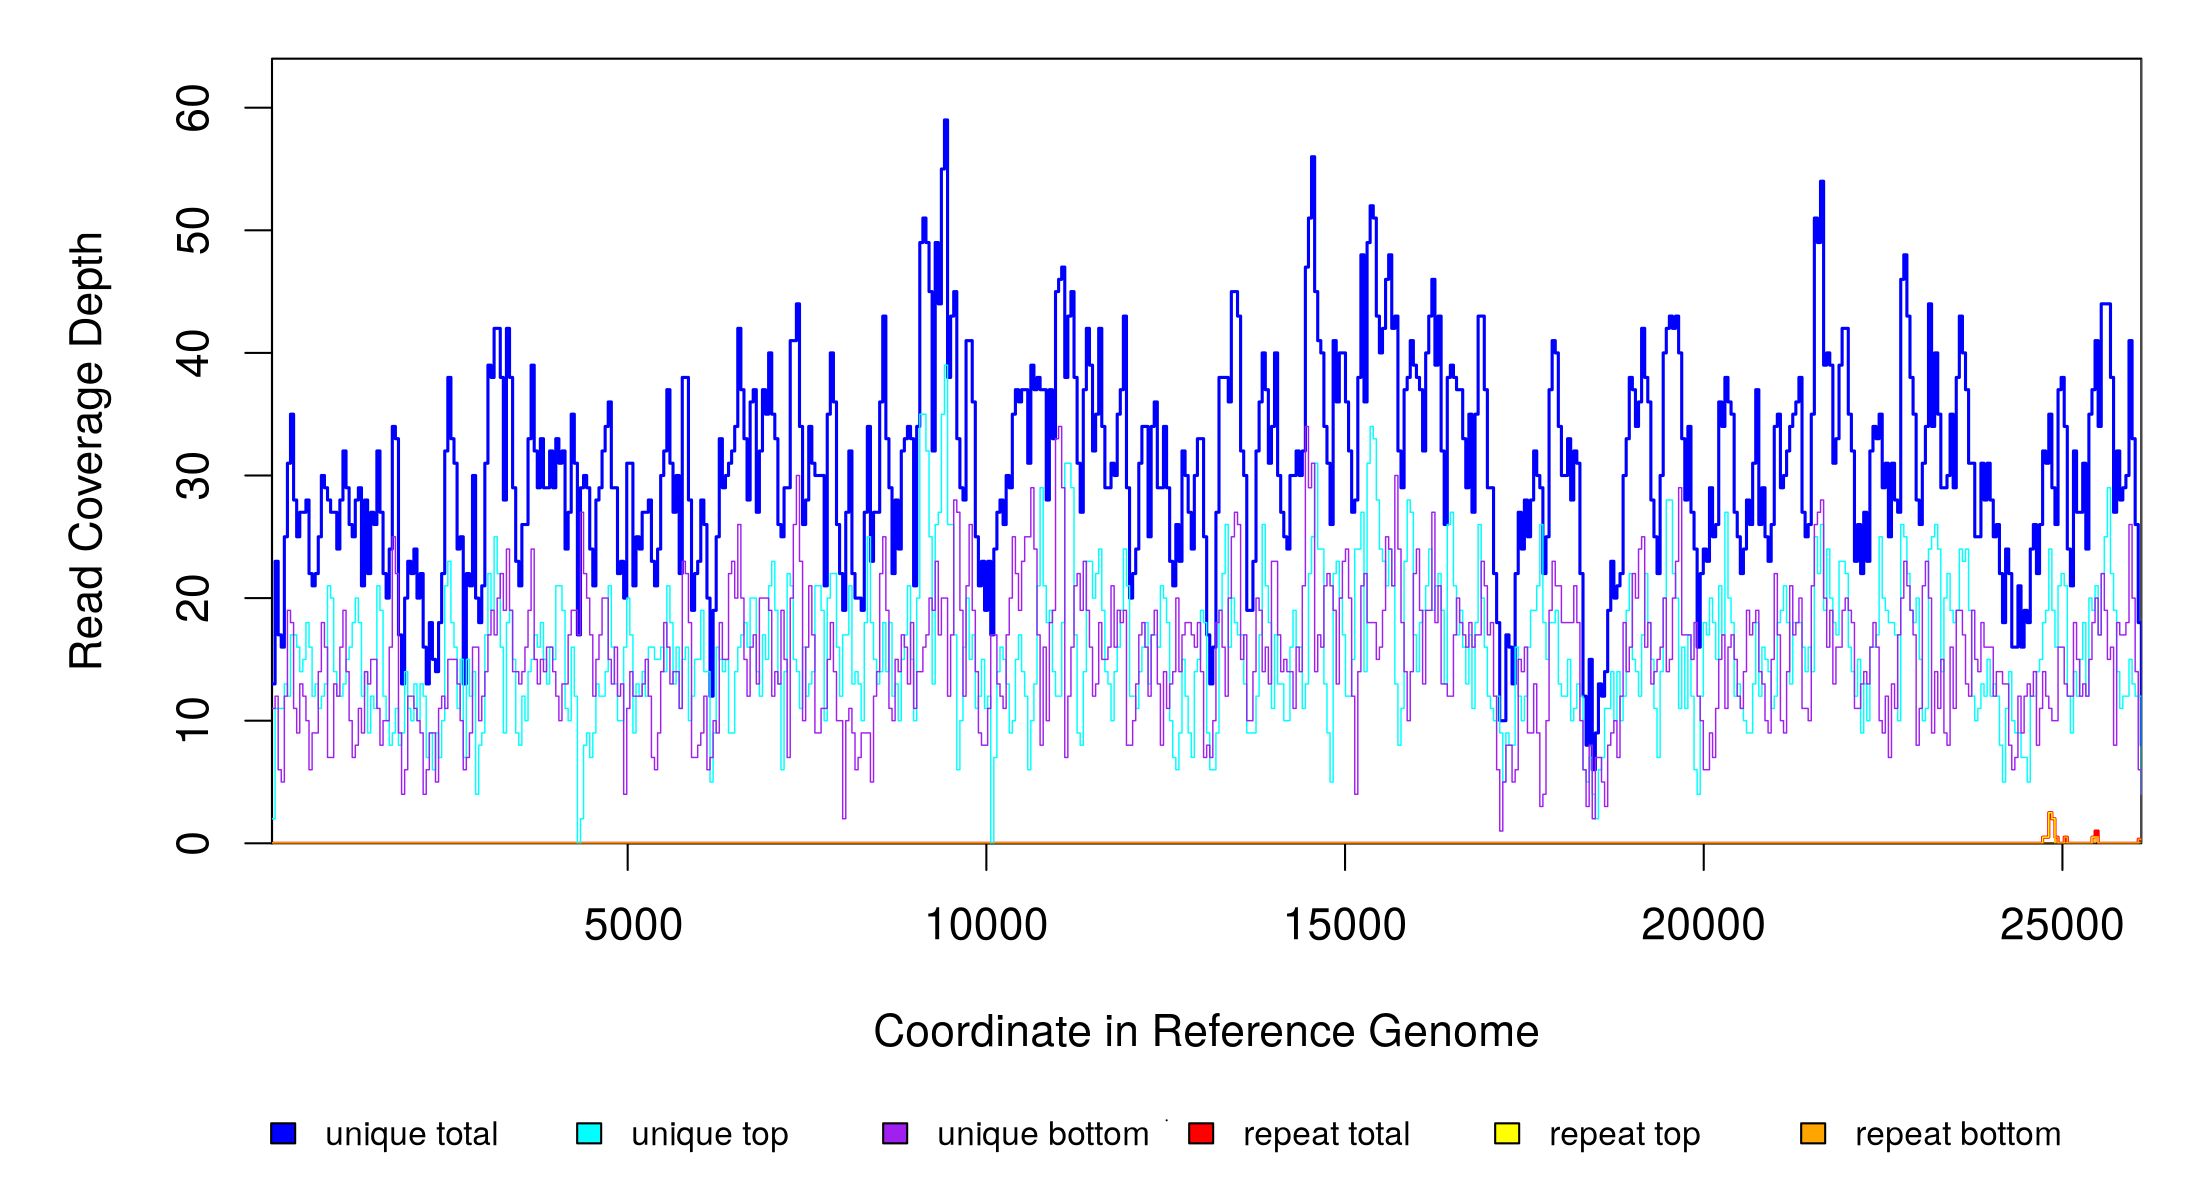 Read Coverage Depth
60
50
40
30
20
10
0
5000 10000 15000 20000 25000
Coordinate in Reference Genome
unique total unique top unique bottom repeat total repeat top repeat bottom